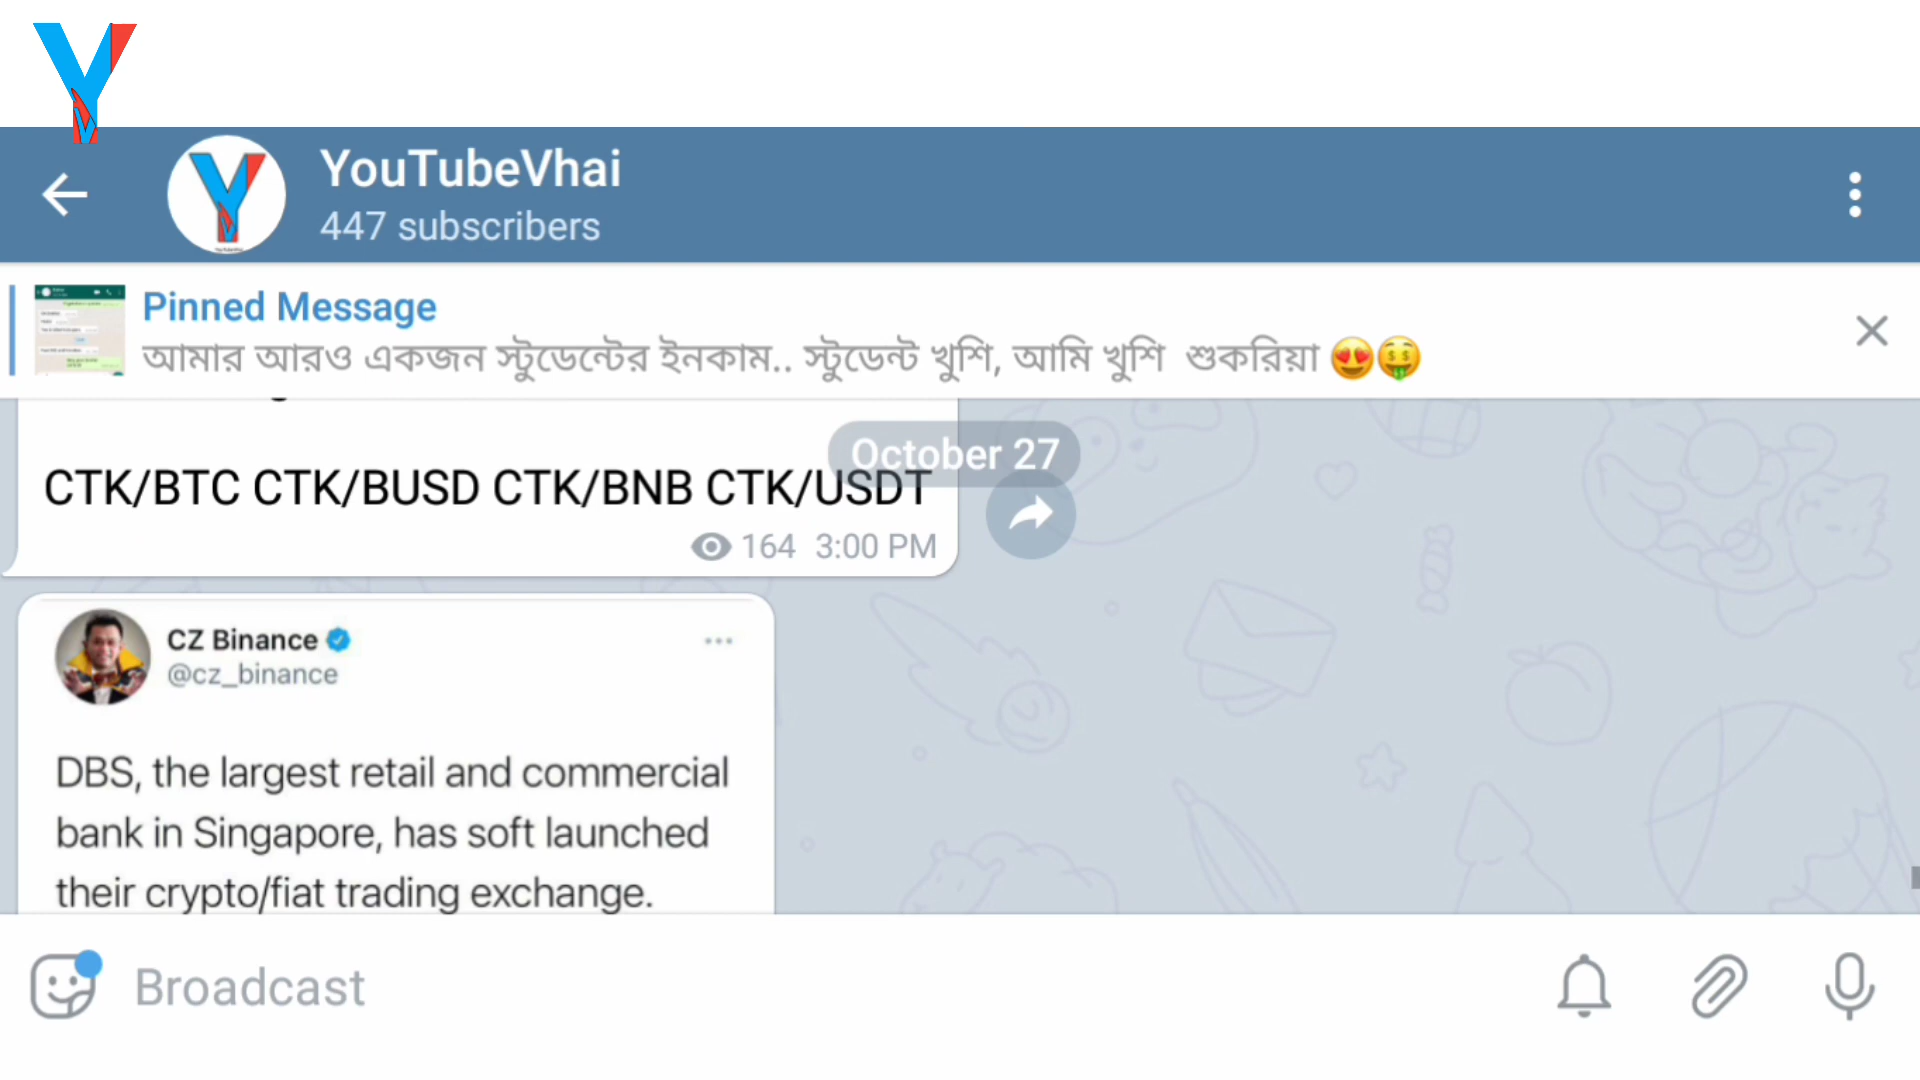 YouTubeVhai
447 subscribers
Pinned Message
আমার আরও একজন স্টুডেন্টের ইনকাম.. স্টুডেন্ট খুশি, আমি খুশি শুকরিয়া 😍🤑
October 27
CTK/BTC CTK/BUSD CTK/BNB CTK/USDT
164 3:00 PM
CZ Binance
@cz_binance
DBS, the largest retail and commercial
bank in Singapore, has soft launched
their crypto/fiat trading exchange.
Broadcast